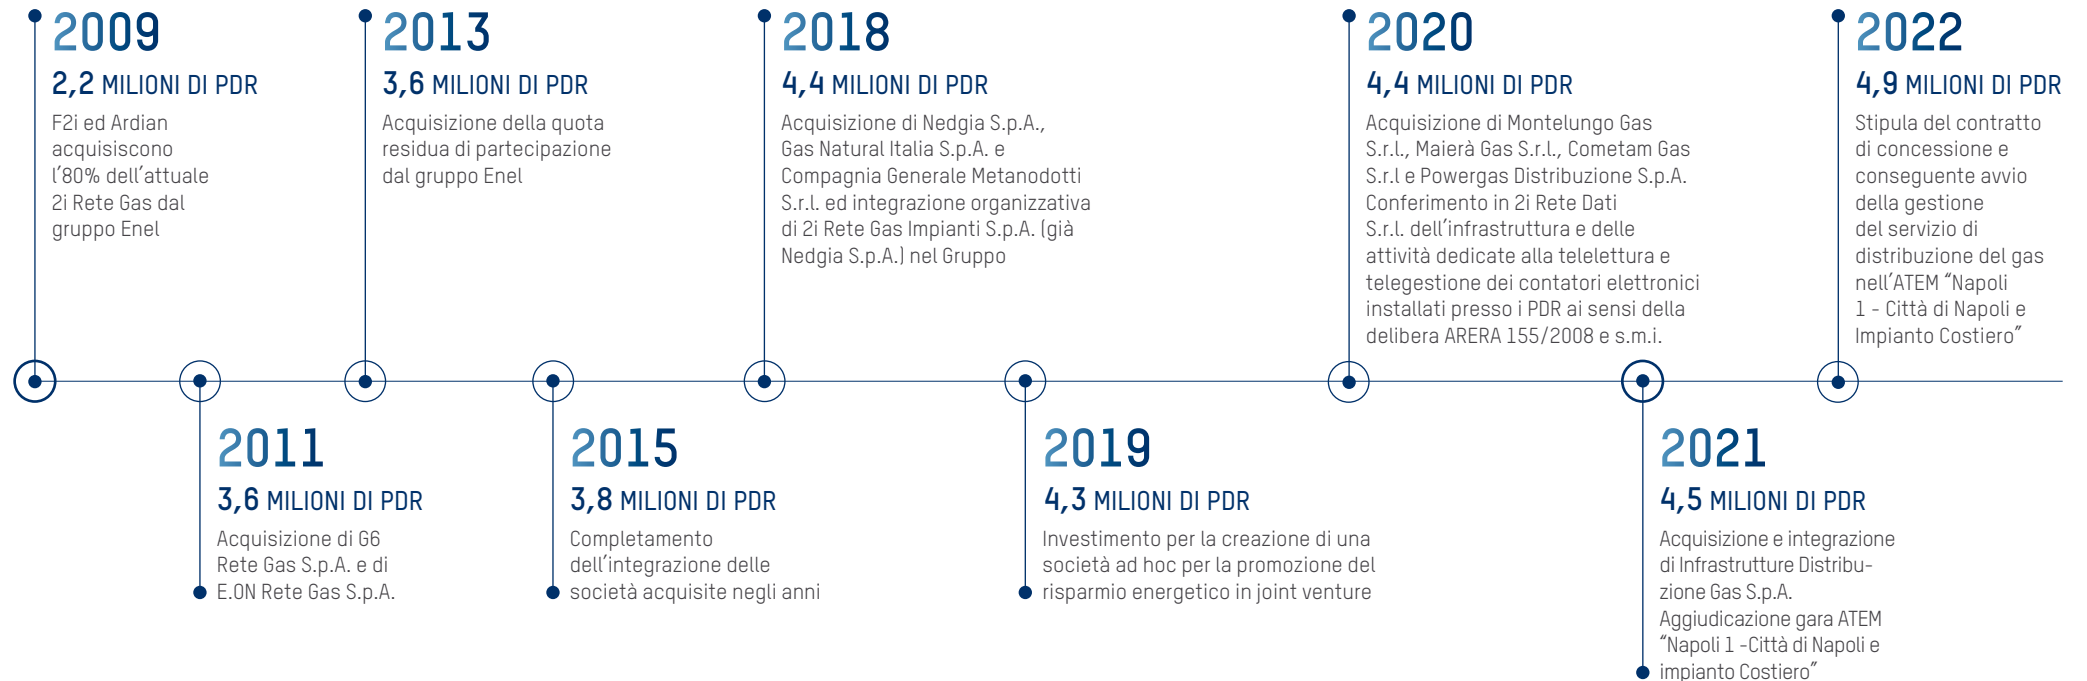 2009
2,2 MILIONI DI PDR
F2i ed Ardian
acquisiscono
l'80% dell'attuale
2i Rete Gas dal
gruppo Enel
2011
3,6 MILIONI DI PDR
Acquisizione di G6
Rete Gas S.p.A. e di
E.ON Rete Gas S.p.A.
2013
3,6 MILIONI DI PDR
Acquisizione della quota
residua di partecipazione
dal gruppo Enel
2015
3,8 MILIONI DI PDR
Completamento
dell'integrazione delle
società acquisite negli anni
2018
4,4 MILIONI DI PDR
Acquisizione di Nedgia S.p.A.,
Gas Natural Italia S.p.A. e
Compagnia Generale Metanodotti
S.r.l. ed integrazione organizzativa
di 2i Rete Gas Impianti S.p.A. (già
Nedgia S.p.A.) nel Gruppo
2019
4,3 MILIONI DI PDR
Investimento per la creazione di una
società ad hoc per la promozione del
risparmio energetico in joint venture
2020
4,4 MILIONI DI PDR
Acquisizione di Montelungo Gas
S.r.l., Maierà Gas S.r.l., Cometam Gas
S.r.l e Powergas Distribuzione S.p.A.
Conferimento in 2i Rete Dati
S.r.l. dell'infrastruttura e delle
attività dedicate alla telelettura e
telegestione dei contatori elettronici
installati presso i PDR ai sensi della
delibera ARERA 155/2008 e s.m.i.
2021
4,5 MILIONI DI PDR
Acquisizione e integrazione
di Infrastrutture Distribu-
zione Gas S.p.A.
Aggiudicazione gara ATEM
"Napoli 1 -Città di Napoli e
impianto Costiero"
2022
4,9 MILIONI DI PDR
Stipula del contratto
di concessione e
conseguente avvio
della gestione
del servizio di
distribuzione del gas
nell'ATEM "Napoli
1 - Città di Napoli e
Impianto Costiero"